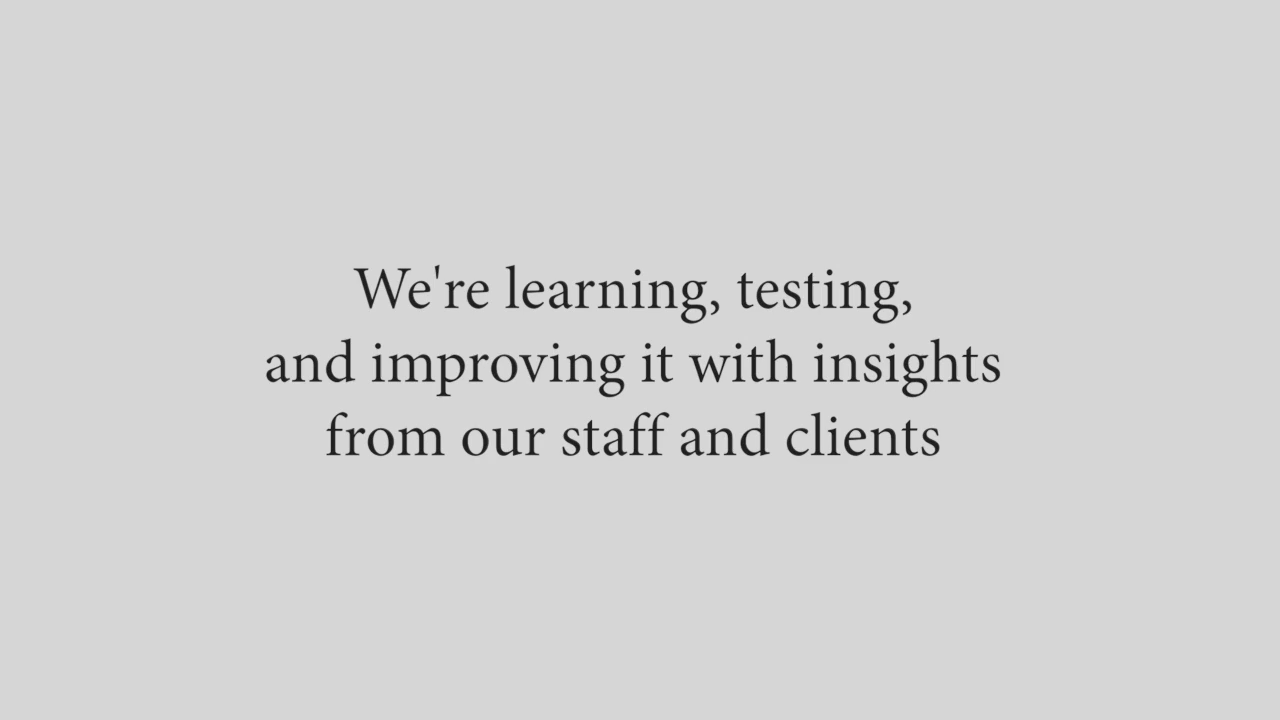 We're learning, testing,
and improving it with insights
from our staff and clients